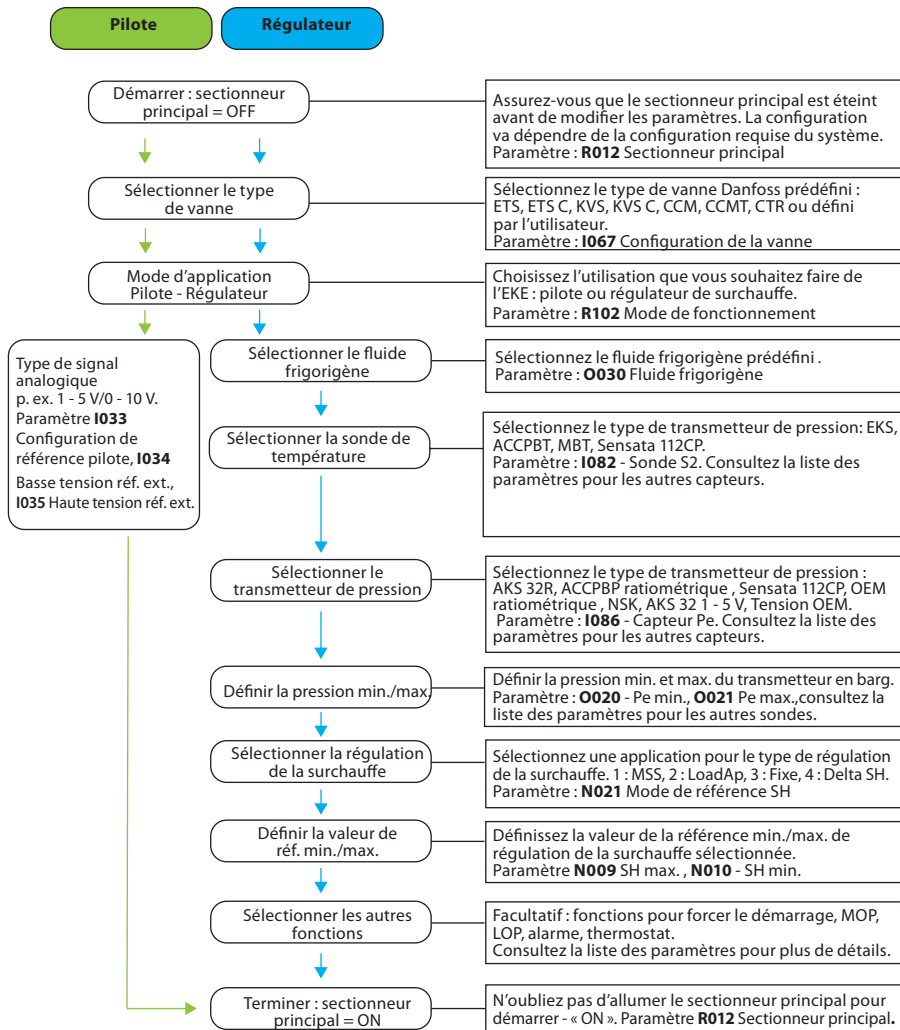 Pilote
Régulateur
Démarrer : sectionneur
principal = OFF
Assurez-vous que le sectionneur principal est éteint
avant de modifier les paramètres. La configuration
va dépendre de la configuration requise du système.
Paramètre : R012 Sectionneur principal
Sélectionner le type
de vanne
Sélectionnez le type de vanne Danfoss prédéfini :
ETS, ETS C, KVS, KVS C, CCM, CCMT, CTR ou défini
par l’utilisateur.
Paramètre : I067 Configuration de la vanne
Mode d’application
Pilote - Régulateur
Choisissez l’utilisation que vous souhaitez faire de
l’EKE : pilote ou régulateur de surchauffe.
Paramètre : R102 Mode de fonctionnement
Type de signal
analogique
p. ex. 1 - 5 V/0 - 10 V.
Paramètre I033
Configuration de
référence pilote, I034
Basse tension réf. ext.,
I035 Haute tension réf. ext.
Sélectionner le fluide
frigorigène
Sélectionnez le fluide frigorigène prédéfini .
Paramètre : O030 Fluide frigorigène
Sélectionner la sonde de
température
Sélectionnez le type de transmetteur de pression: EKS,
ACCPBT, MBT, Sensata 112CP.
Paramètre : I082 - Sonde S2. Consultez la liste des
paramètres pour les autres capteurs.
Sélectionner le
transmetteur de pression
Sélectionnez le type de transmetteur de pression :
AKS 32R, ACCPBP ratiométrique , Sensata 112CP, OEM
ratiométrique , NSK, AKS 32 1 - 5 V, Tension OEM.
Paramètre : I086 - Capteur Pe. Consultez la liste des
paramètres pour les autres capteurs.
Définir la pression min./max.
Définir la pression min. et max. du transmetteur en barg.
Paramètre : O020 - Pe min., O021 Pe max.,consultez la
liste des paramètres pour les autres sondes.
Sélectionner la régulation
de la surchauffe
Sélectionnez une application pour le type de régulation
de la surchauffe. 1 : MSS, 2 : LoadAp, 3 : Fixe, 4 : Delta SH.
Paramètre : N021 Mode de référence SH
Définir la valeur de
réf. min./max.
Définissez la valeur de la référence min./max. de
régulation de la surchauffe sélectionnée.
Paramètre N009 SH max. , N010 - SH min.
Sélectionner les autres
fonctions
Facultatif : fonctions pour forcer le démarrage, MOP,
LOP, alarme, thermostat.
Consultez la liste des paramètres pour plus de détails.
Terminer : sectionneur
principal = ON
N’oubliez pas d’allumer le sectionneur principal pour
démarrer - « ON ». Paramètre R012 Sectionneur principal.